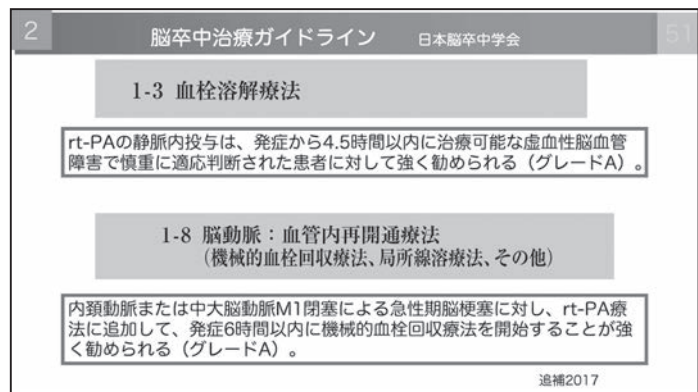 2
脳卒中治療ガイドライン 日本脳卒中学会
51
1-3 血栓溶解療法
rt-PAの静脈内投与は、発症から4.5時間以内に治療可能な虚血性脳血管
障害で慎重に適応判断された患者に対して強く勧められる（グレードA）。
1-8 脳動脈：血管内再開通療法
（機械的血栓回収療法、局所線溶療法、その他）
内頚動脈または中大脳動脈M1閉塞による急性期脳梗塞に対し、rt-PA療
法に追加して、発症6時間以内に機械的血栓回収療法を開始することが強
く勧められる（グレードA）。
追補2017